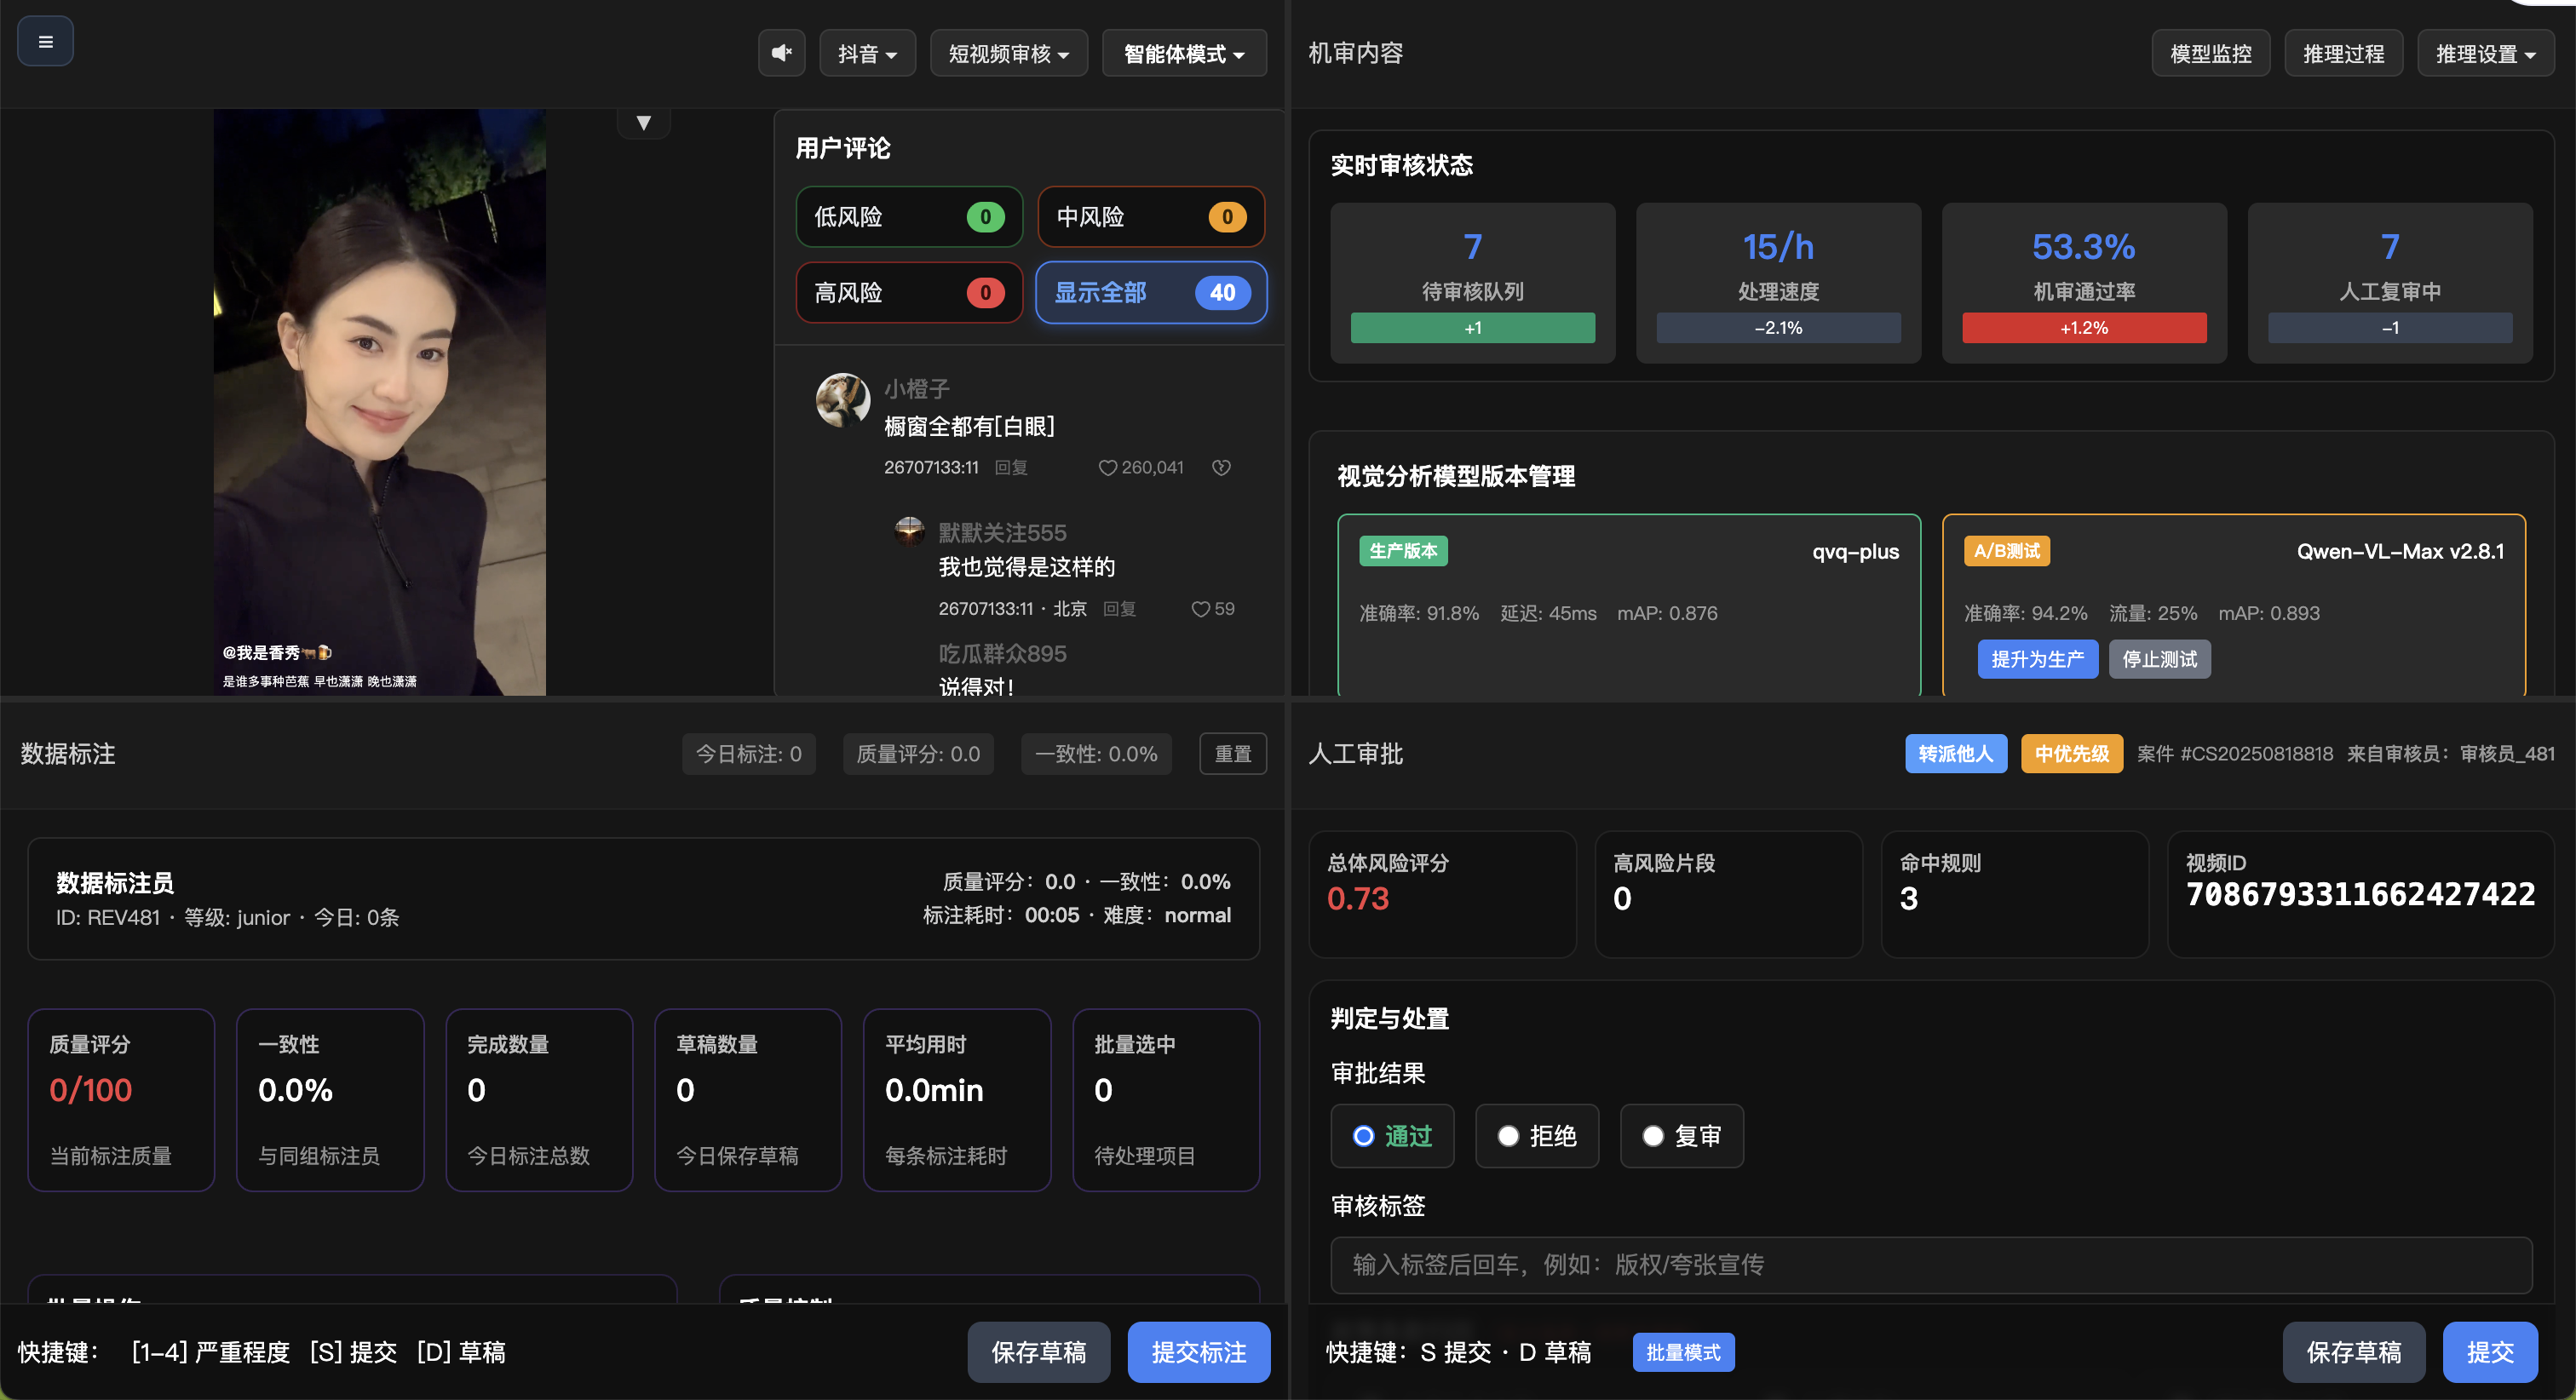 抖音
短视频审核
智能体模式
@我是香秀
是谁多事种芭蕉 早也潇潇 晚也潇潇
用户评论
低风险 0
中风险 0
高风险 0
显示全部 40
小橙子
橱窗全都有[白眼]
26707133:11 回复 260,041
默默关注555
我也觉得是这样的
26707133:11 · 北京 回复 59
吃瓜群众895
说得对!
机审内容
模型监控
推理过程
推理设置
实时审核状态
7
待审核队列
+1
15/h
处理速度
-2.1%
53.3%
机审通过率
+1.2%
7
人工复审中
-1
视觉分析模型版本管理
生产版本 qvq-plus
准确率: 91.8% 延迟: 45ms mAP: 0.876
A/B测试 Qwen-VL-Max v2.8.1
准确率: 94.2% 流量: 25% mAP: 0.893
提升为生产 停止测试
数据标注
今日标注: 0
质量评分: 0.0
一致性: 0.0%
重置
数据标注员
ID: REV481 · 等级: junior · 今日: 0条
质量评分: 0.0 · 一致性: 0.0%
标注耗时: 00:05 · 难度: normal
质量评分
0/100
当前标注质量
一致性
0.0%
与同组标注员
完成数量
0
今日标注总数
草稿数量
0
今日保存草稿
平均用时
0.0min
每条标注耗时
批量选中
0
待处理项目
快捷键: [1-4] 严重程度 [S] 提交 [D] 草稿
保存草稿
提交标注
人工审批
转派他人
中优先级
案件 #CS20250818818 来自审核员: 审核员_481
总体风险评分
0.73
高风险片段
0
命中规则
3
视频ID
7086793311662427422
判定与处置
审批结果
通过
拒绝
复审
审核标签
输入标签后回车，例如：版权/夸张宣传
快捷键: S 提交 · D 草稿
批量模式
保存草稿
提交